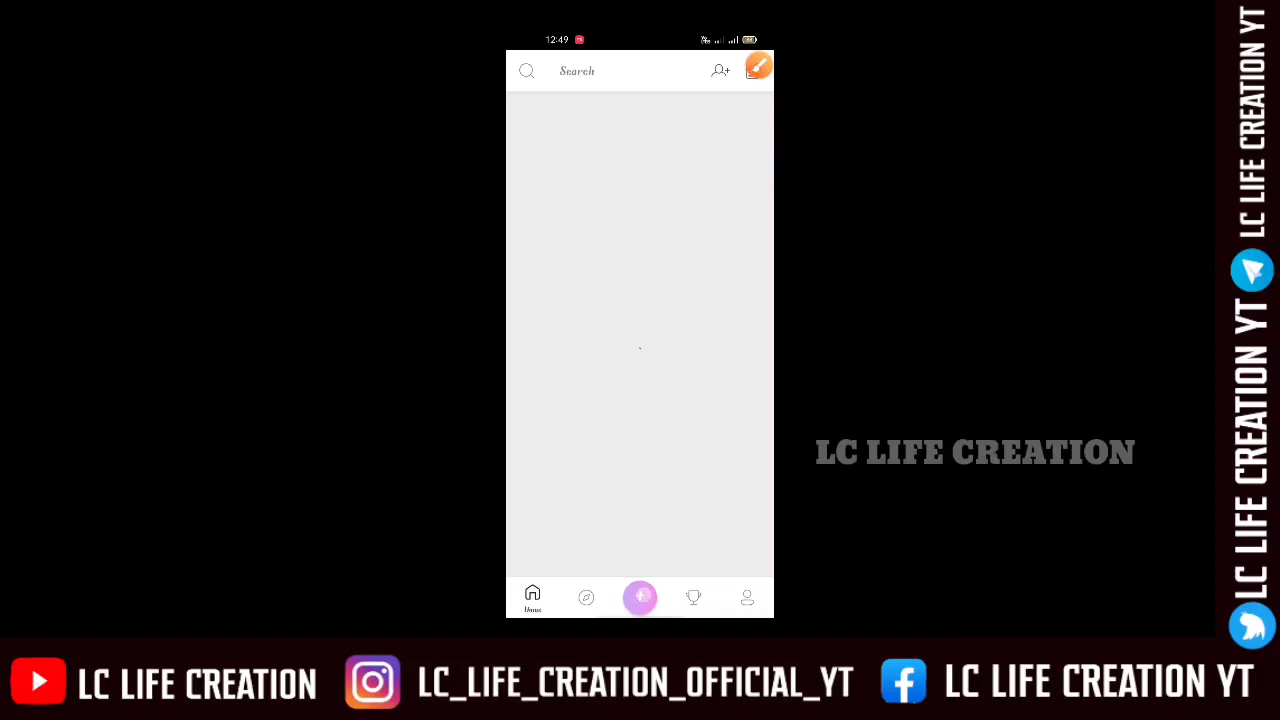 12:49
Search
Home
LC LIFE CREATION
LC LIFE CREATION YT
LC LIFE CREATION YT
LC LIFE CREATION
LC_LIFE_CREATION_OFFICIAL_YT
LC LIFE CREATION YT